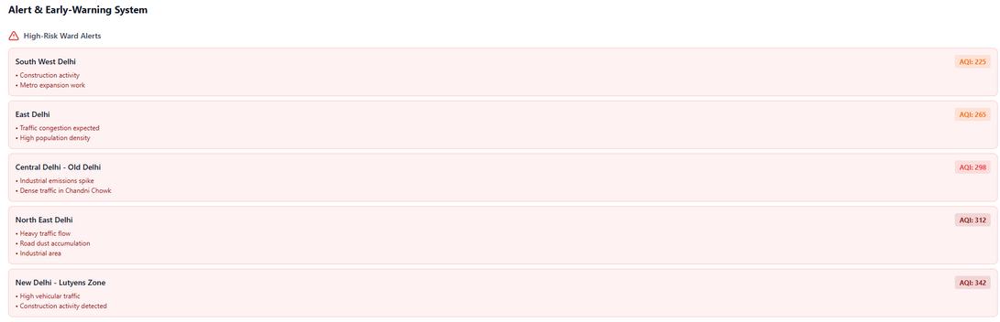 Alert & Early-Warning System
High-Risk Ward Alerts
South West Delhi
AQI: 225
• Construction activity
• Metro expansion work
East Delhi
AQI: 265
• Traffic congestion expected
• High population density
Central Delhi - Old Delhi
AQI: 298
• Industrial emissions spike
• Dense traffic in Chandni Chowk
North East Delhi
AQI: 312
• Heavy traffic flow
• Road dust accumulation
• Industrial area
New Delhi - Lutyens Zone
AQI: 342
• High vehicular traffic
• Construction activity detected